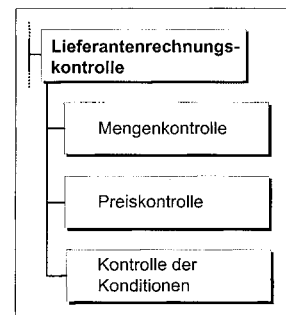 Lieferantenrechnungs-
kontrolle
Mengenkontrolle
Preiskontrolle
Kontrolle der
Konditionen